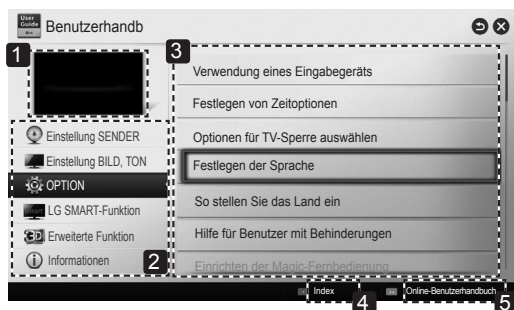 User
Guide
Benutzerhandb
1
3
Verwendung eines Eingabegeräts
Festlegen von Zeitoptionen
Optionen für TV-Sperre auswählen
Festlegen der Sprache
So stellen Sie das Land ein
Hilfe für Benutzer mit Behinderungen
Einrichten der Magic-Fernbedienung
Einstellung SENDER
Einstellung BILD, TON
OPTION
LG SMART-Funktion
3D Erweiterte Funktion
i Informationen
2
Index
4
Online-Benutzerhandbuch
5